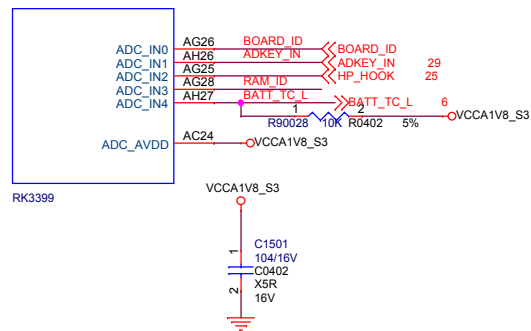 ADC_IN0 AG26 BOARD_ID BOARD_ID
ADC_IN1 AH26 ADKEY_IN ADKEY_IN 29
ADC_IN2 AG25 HP_HOOK 25
ADC_IN3 AG28 RAM_ID
ADC_IN4 AH27 BATT_TC_L BATT_TC_L 6
1 2
R90028 10K R0402 5% VCCA1V8_S3
ADC_AVDD AC24 VCCA1V8_S3
RK3399
VCCA1V8_S3
1
C1501
104/16V
C0402
X5R
2
16V